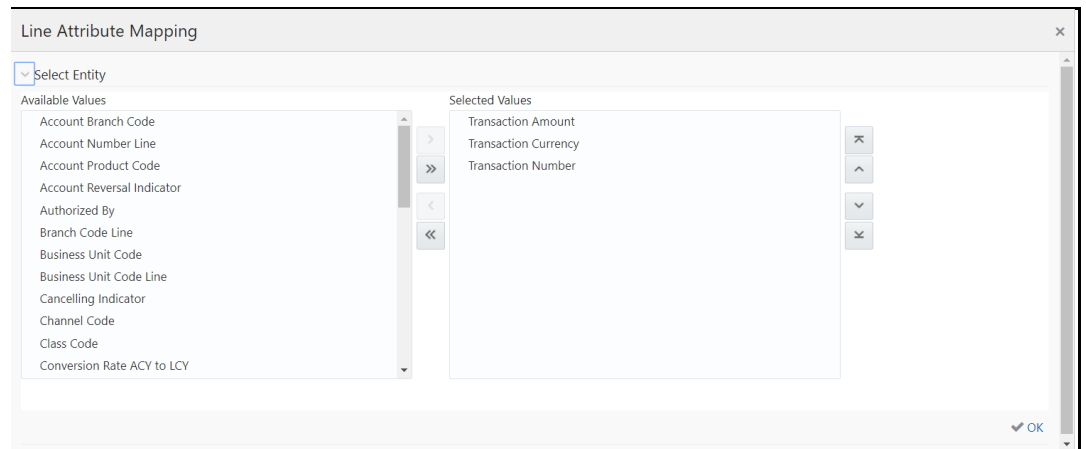 Line Attribute Mapping
Select Entity
Available Values
Account Branch Code
Account Number Line
Account Product Code
Account Reversal Indicator
Authorized By
Branch Code Line
Business Unit Code
Business Unit Code Line
Cancelling Indicator
Channel Code
Class Code
Conversion Rate ACY to LCY
Selected Values
Transaction Amount
Transaction Currency
Transaction Number
OK